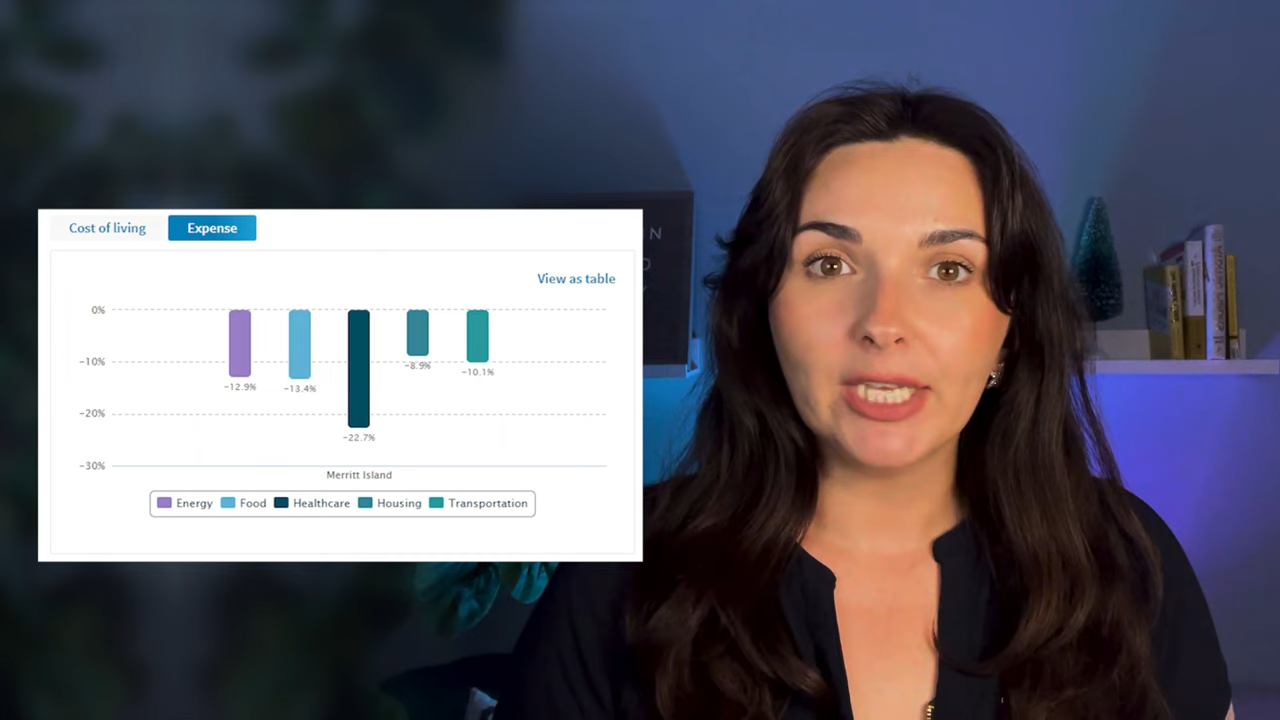 Cost of living
Expense
View as table
0%
−10%
−20%
−30%
−12.9%
−13.4%
−22.7%
−8.9%
−10.1%
Merritt Island
Energy
Food
Healthcare
Housing
Transportation
N